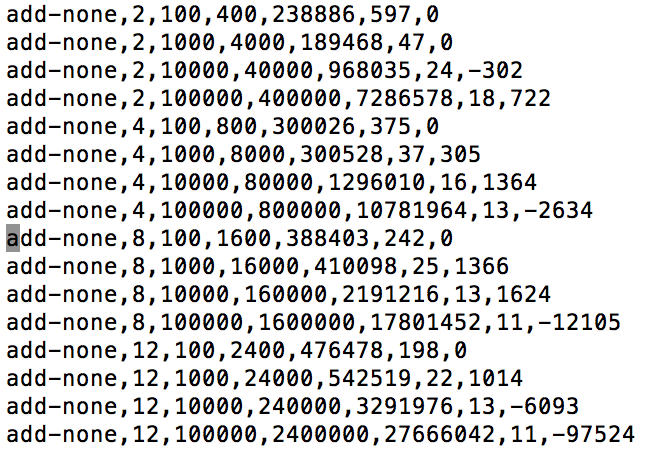 add-none,2,100,400,238886,597,0
add-none,2,1000,4000,189468,47,0
add-none,2,10000,40000,968035,24,-302
add-none,2,100000,400000,7286578,18,722
add-none,4,100,800,300026,375,0
add-none,4,1000,8000,300528,37,305
add-none,4,10000,80000,1296010,16,1364
add-none,4,100000,800000,10781964,13,-2634
add-none,8,100,1600,388403,242,0
add-none,8,1000,16000,410098,25,1366
add-none,8,10000,160000,2191216,13,1624
add-none,8,100000,1600000,17801452,11,-12105
add-none,12,100,2400,476478,198,0
add-none,12,1000,24000,542519,22,1014
add-none,12,10000,240000,3291976,13,-6093
add-none,12,100000,2400000,27666042,11,-97524